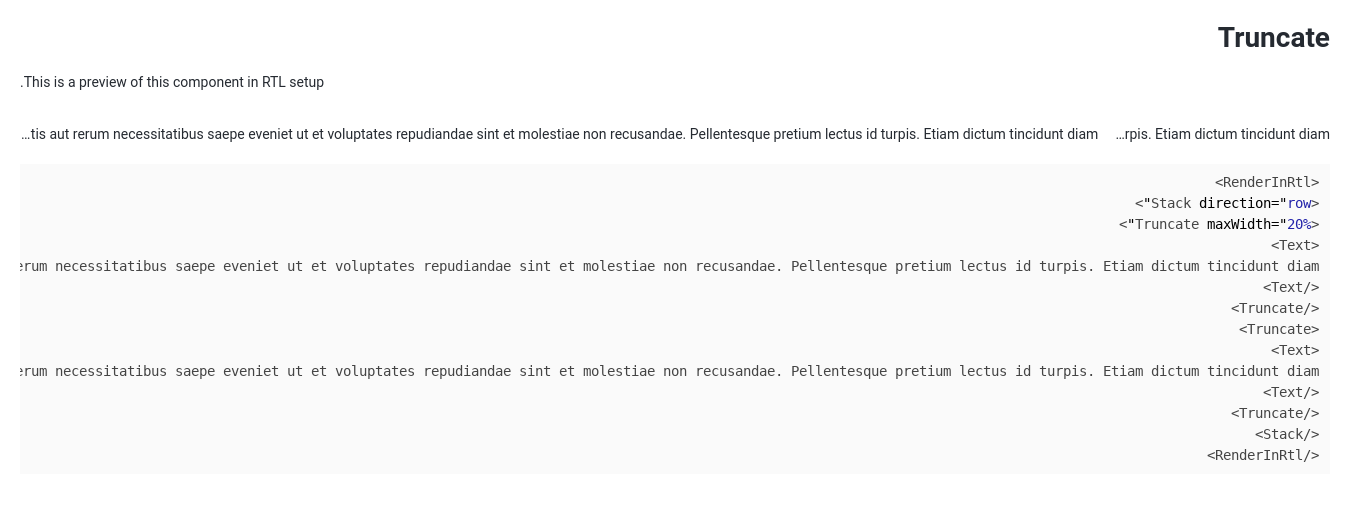 Truncate
.This is a preview of this component in RTL setup
…tis aut rerum necessitatibus saepe eveniet ut et voluptates repudiandae sint et molestiae non recusandae. Pellentesque pretium lectus id turpis. Etiam dictum tincidunt diam …rpis. Etiam dictum tincidunt diam
<RenderInRtl>
<"Stack direction="row>
<"Truncate maxWidth="20%>
<Text>
necessitatibus saepe eveniet ut et voluptates repudiandae sint et molestiae non recusandae. Pellentesque pretium lectus id turpis. Etiam dictum tincidunt diam
<Text/>
<Truncate/>
<Truncate>
<Text>
necessitatibus saepe eveniet ut et voluptates repudiandae sint et molestiae non recusandae. Pellentesque pretium lectus id turpis. Etiam dictum tincidunt diam
<Text/>
<Truncate/>
<Stack/>
<RenderInRtl/>